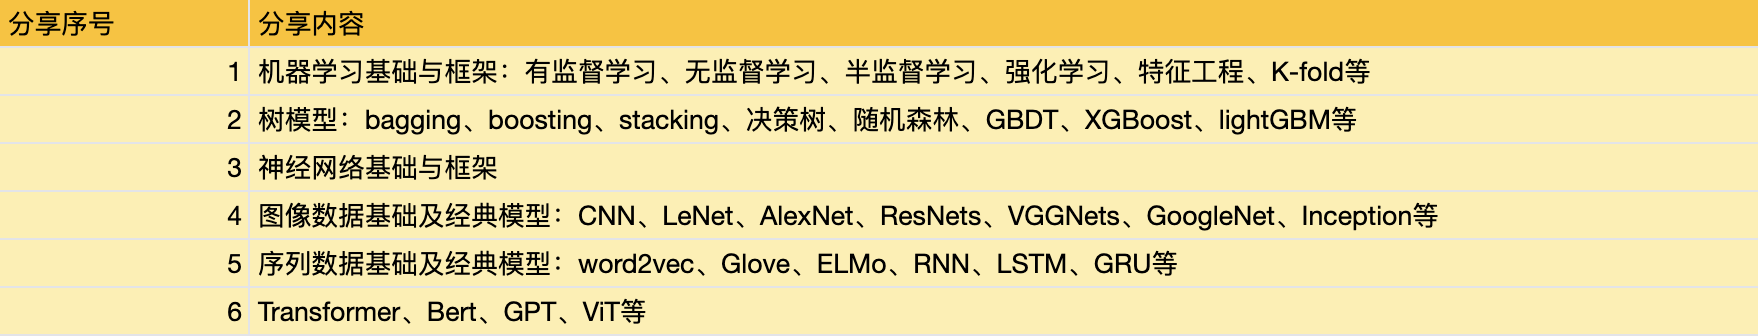 分享序号 分享内容
1 机器学习基础与框架：有监督学习、无监督学习、半监督学习、强化学习、特征工程、K-fold等
2 树模型：bagging、boosting、stacking、决策树、随机森林、GBDT、XGBoost、lightGBM等
3 神经网络基础与框架
4 图像数据基础及经典模型：CNN、LeNet、AlexNet、ResNets、VGGNets、GoogleNet、Inception等
5 序列数据基础及经典模型：word2vec、Glove、ELMo、RNN、LSTM、GRU等
6 Transformer、Bert、GPT、ViT等